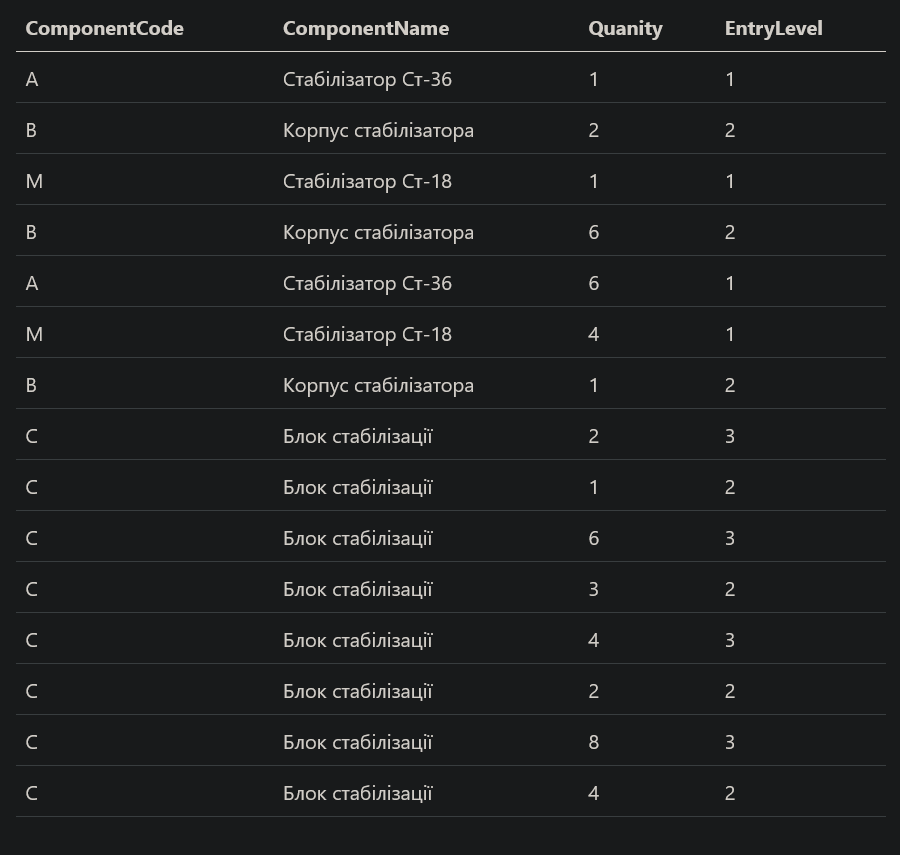 ComponentCode ComponentName Quanity EntryLevel
A Стабілізатор Ст-36 1 1
B Корпус стабілізатора 2 2
M Стабілізатор Ст-18 1 1
B Корпус стабілізатора 6 2
A Стабілізатор Ст-36 6 1
M Стабілізатор Ст-18 4 1
B Корпус стабілізатора 1 2
C Блок стабілізації 2 3
C Блок стабілізації 1 2
C Блок стабілізації 6 3
C Блок стабілізації 3 2
C Блок стабілізації 4 3
C Блок стабілізації 2 2
C Блок стабілізації 8 3
C Блок стабілізації 4 2